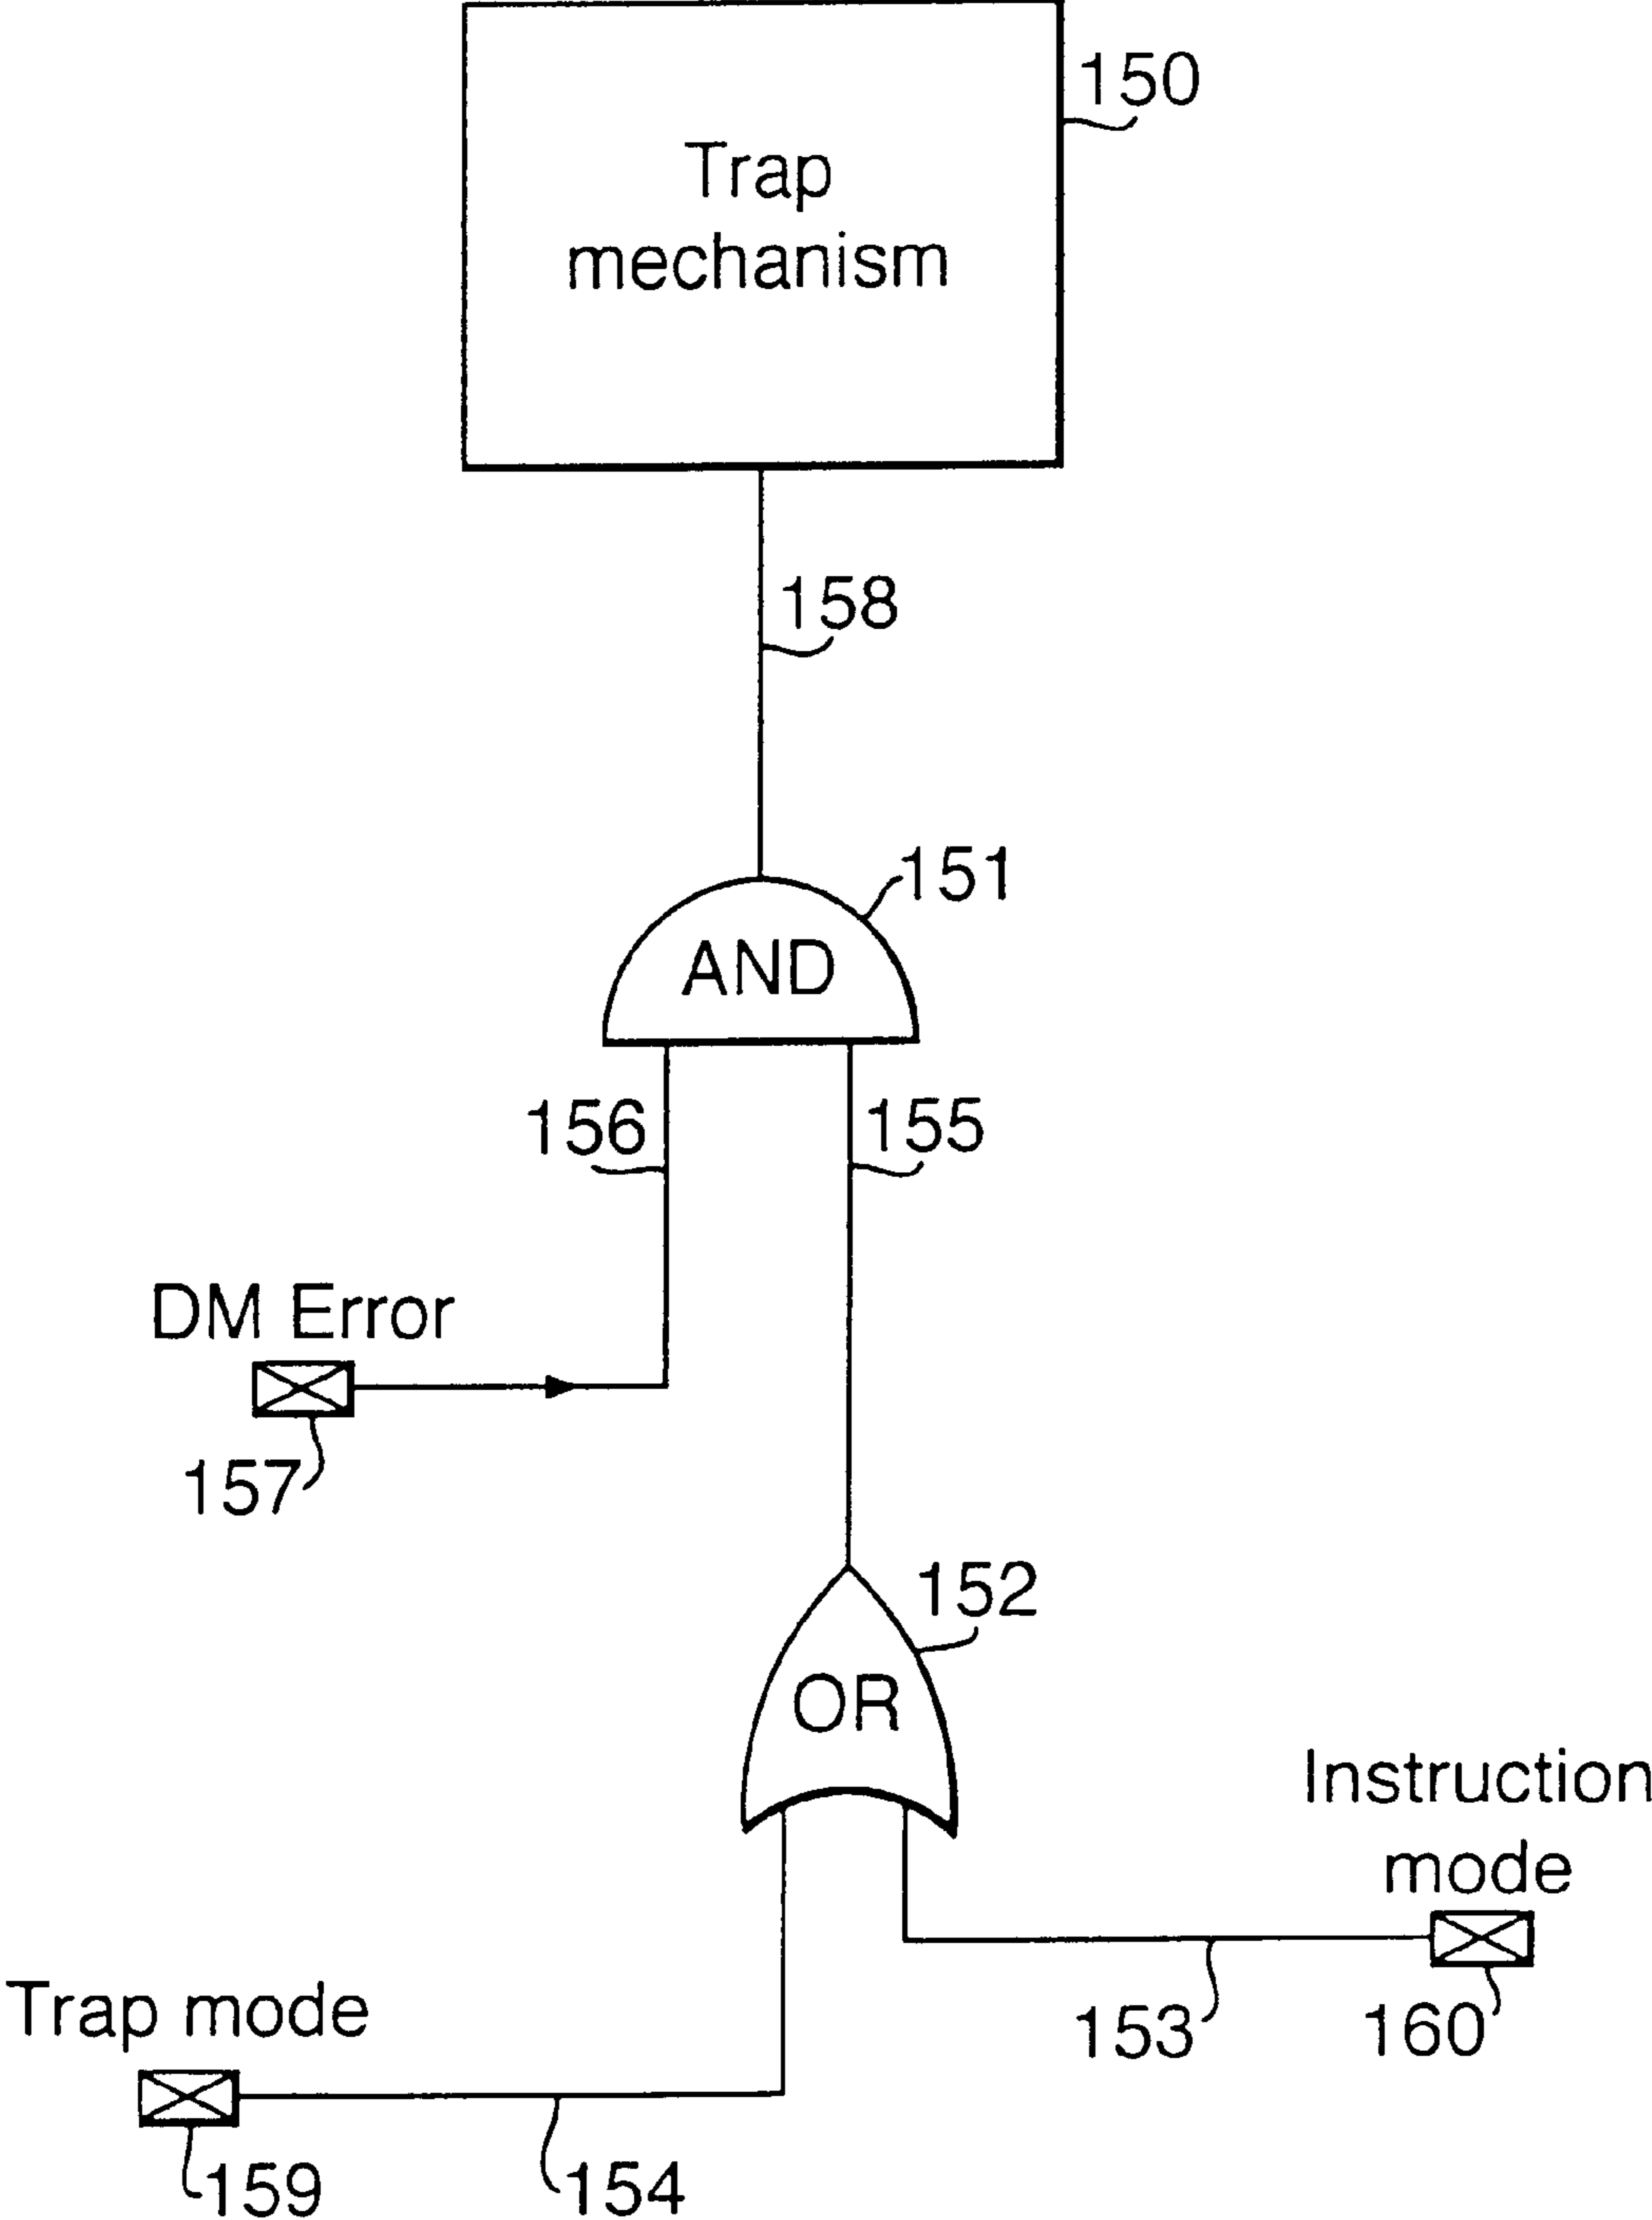 150
Trap
mechanism
158
151
AND
156
155
DM Error
157
152
OR
Instruction
mode
Trap mode
153
160
159
154